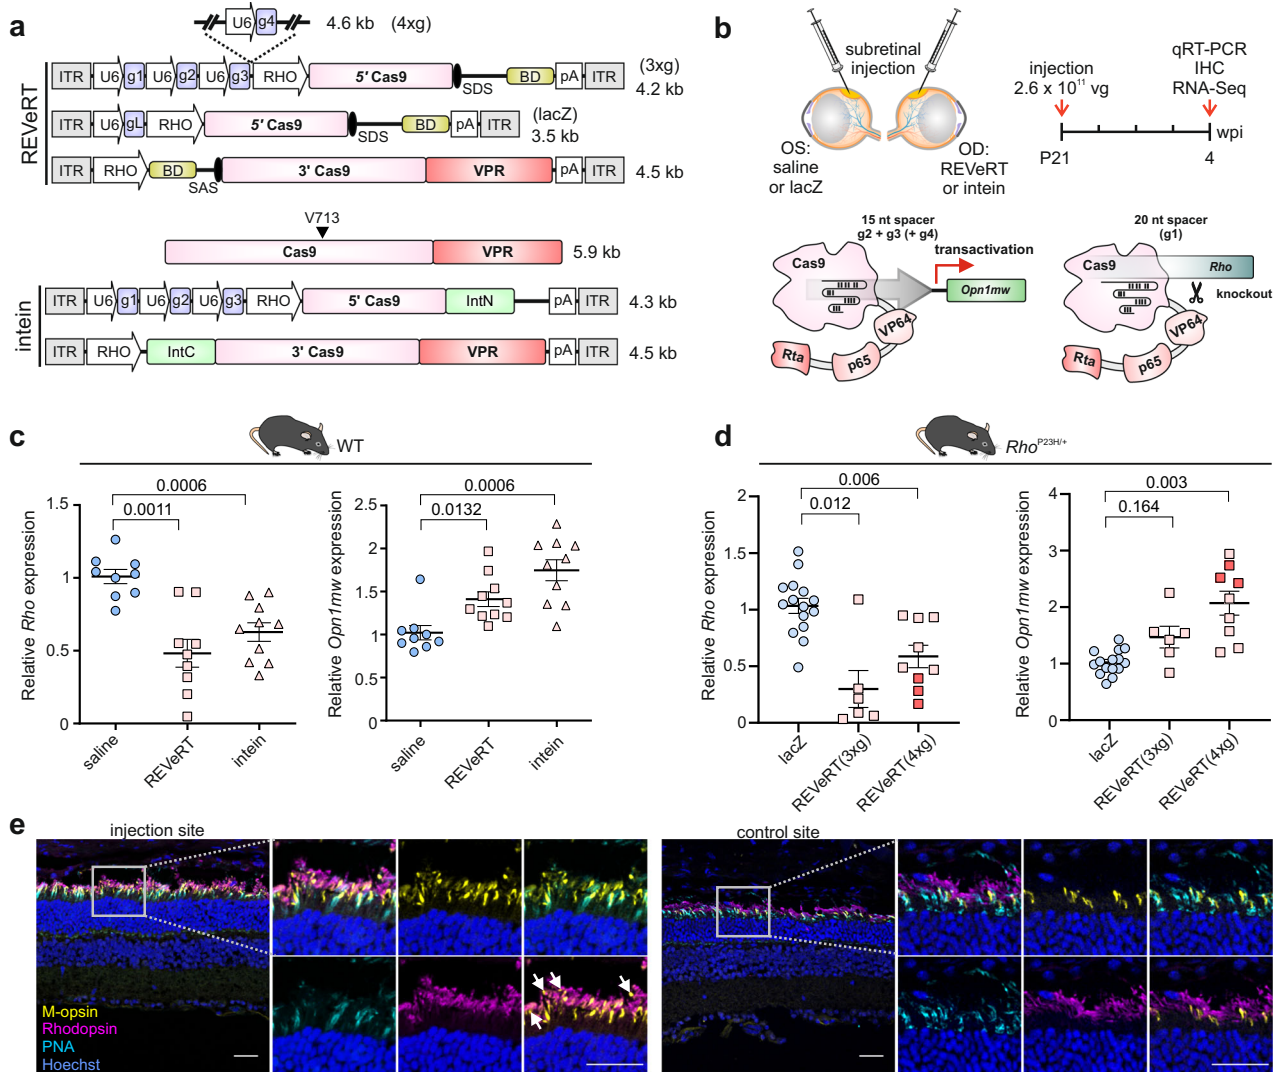 a
U6 g4 4.6 kb (4xg)
REVeRT
ITR U6 g1 U6 g2 U6 g3 RHO 5' Cas9 SDS BD pA ITR (3xg) 4.2 kb
ITR U6 gL RHO 5' Cas9 SDS BD pA ITR (lacZ) 3.5 kb
ITR RHO BD SAS 3' Cas9 VPR pA ITR 4.5 kb
V713
Cas9 VPR 5.9 kb
intein
ITR U6 g1 U6 g2 U6 g3 RHO 5' Cas9 IntN pA ITR 4.3 kb
ITR RHO IntC 3' Cas9 VPR pA ITR 4.5 kb
b
subretinal
injection
OS:
saline
or lacZ
OD:
REVeRT
or intein
injection
2.6 x 10¹¹ vg
qRT-PCR
IHC
RNA-Seq
wpi
P21 4
15 nt spacer
g2 + g3 (+ g4)
transactivation
Cas9
Opn1mw
VP64
p65
Rta
20 nt spacer
(g1)
Cas9
Rho
knockout
VP64
p65
Rta
c
WT
Relative Rho expression
0.0006
0.0011
1.5
1
0.5
0
saline REVeRT intein
Relative Opn1mw expression
0.0006
0.0132
2.5
2
1.5
1
0.5
0
saline REVeRT intein
d
Rho P23H/+
Relative Rho expression
0.006
0.012
2
1.5
1
0.5
0
lacZ REVeRT(3xg) REVeRT(4xg)
Relative Opn1mw expression
0.003
0.164
4
3
2
1
0
lacZ REVeRT(3xg) REVeRT(4xg)
e
injection site
control site
M-opsin
Rhodopsin
PNA
Hoechst